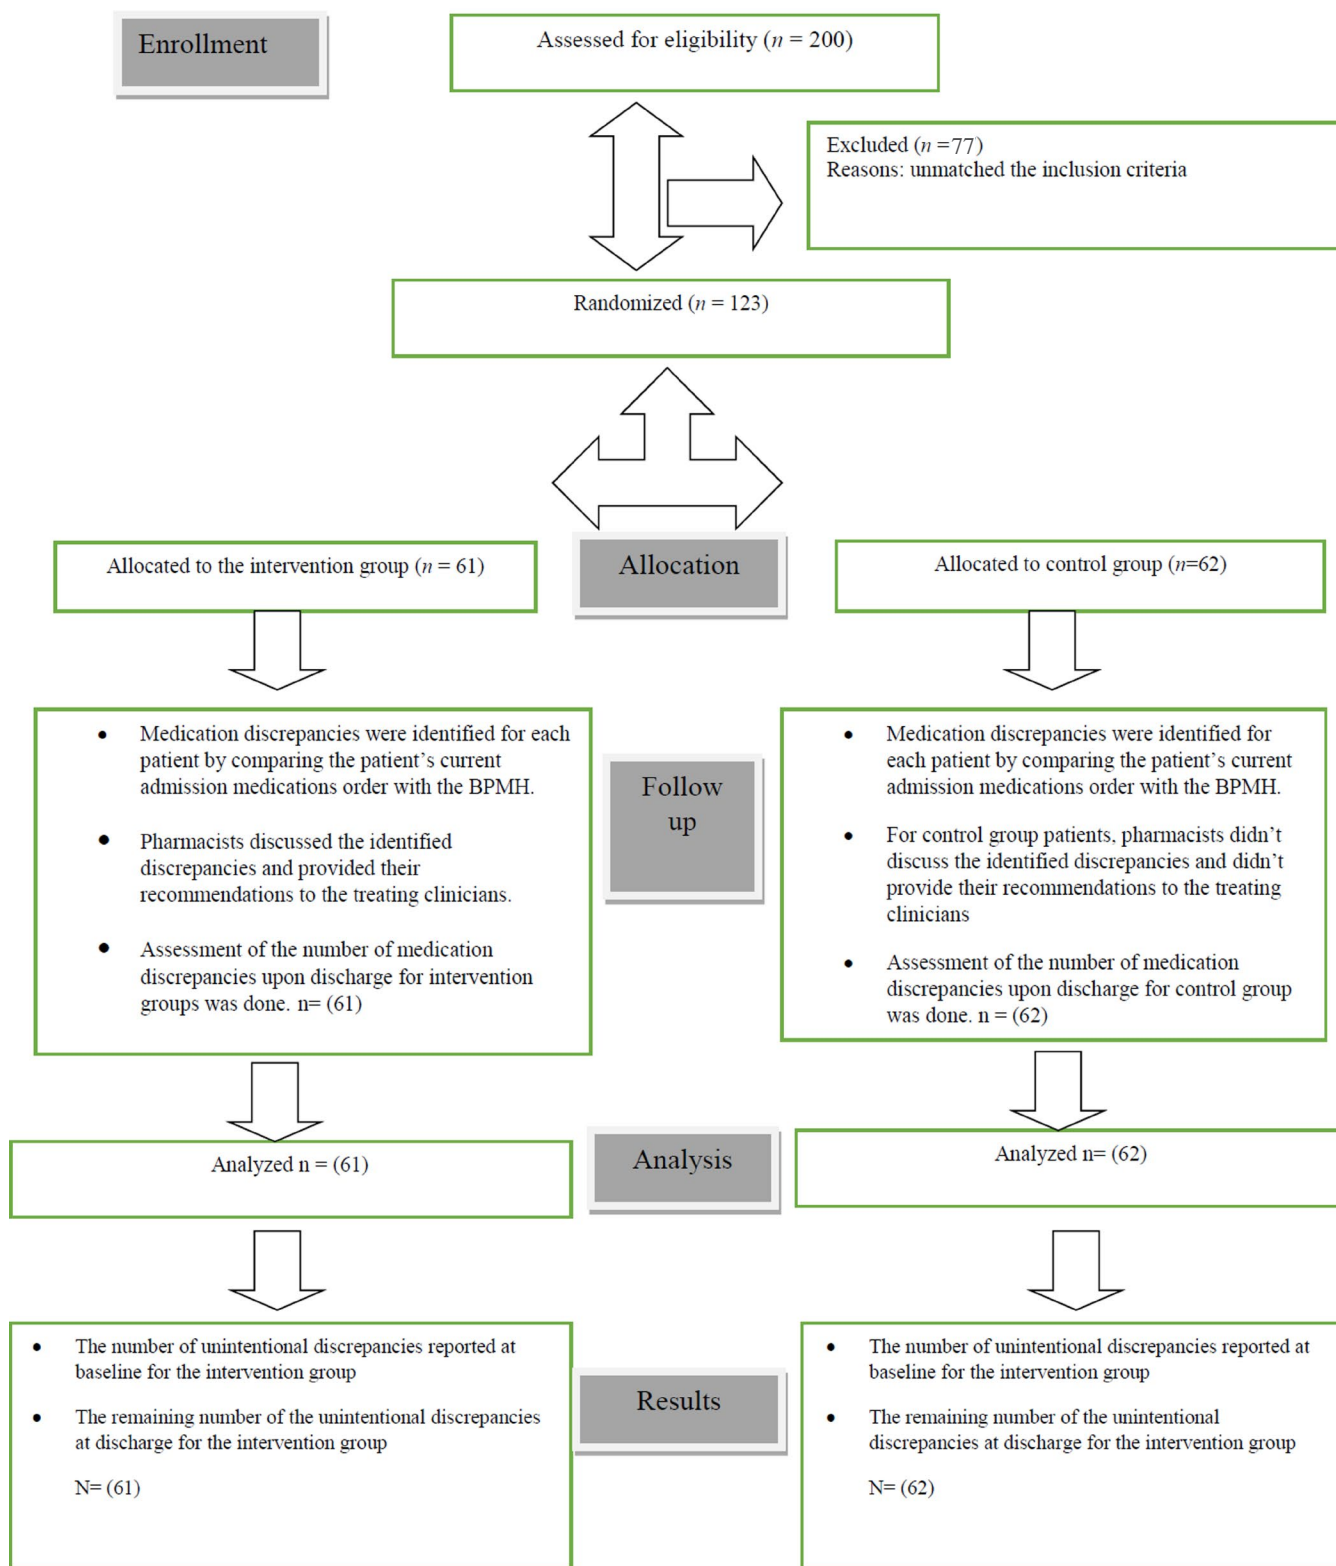 Enrollment
Assessed for eligibility (n = 200)
Excluded (n =77)
Reasons: unmatched the inclusion criteria
Randomized (n = 123)
Allocated to the intervention group (n = 61)
Allocation
Allocated to control group (n=62)
• Medication discrepancies were identified for each
patient by comparing the patient’s current
admission medications order with the BPMH.
• Pharmacists discussed the identified
discrepancies and provided their
recommendations to the treating clinicians.
• Assessment of the number of medication
discrepancies upon discharge for intervention
groups was done. n= (61)
Follow
up
• Medication discrepancies were identified for
each patient by comparing the patient’s current
admission medications order with the BPMH.
• For control group patients, pharmacists didn’t
discuss the identified discrepancies and didn’t
provide their recommendations to the treating
clinicians
• Assessment of the number of medication
discrepancies upon discharge for control group
was done. n = (62)
Analyzed n = (61)
Analysis
Analyzed n= (62)
• The number of unintentional discrepancies reported at
baseline for the intervention group
• The remaining number of the unintentional discrepancies
at discharge for the intervention group
N= (61)
Results
• The number of unintentional discrepancies reported at
baseline for the intervention group
• The remaining number of the unintentional
discrepancies at discharge for the intervention group
N= (62)